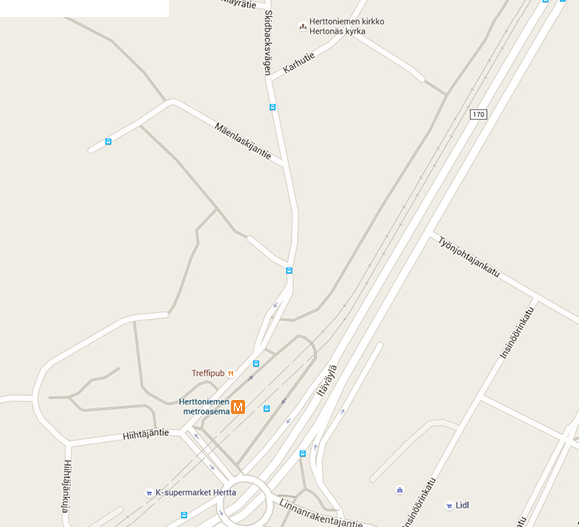 Mäyrätie
Skidbacksvägen
Herttoniemen kirkko
Hertonäs kyrka
Karhutie
170
Mäenlaskijantie
Työnjohtajankatu
Insinöörinkatu
Itäväylä
Treffipub
Herttoniemen
metroasema
M
Hiihtäjäntie
Hiihtäjänkuja
K-supermarket Hertta
Linnanrakentajantie
Insinöörinkatu
Lidl